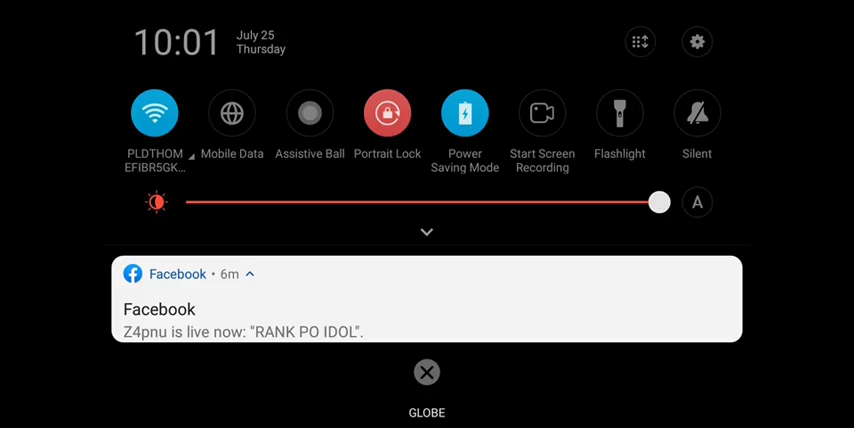 10:01
July 25
Thursday
PLDTHOM
EFIBR5GK...
Mobile Data
Assistive Ball
Portrait Lock
Power
Saving Mode
Start Screen
Recording
Flashlight
Silent
A
Facebook • 6m
Facebook
Z4pnu is live now: "RANK PO IDOL".
GLOBE